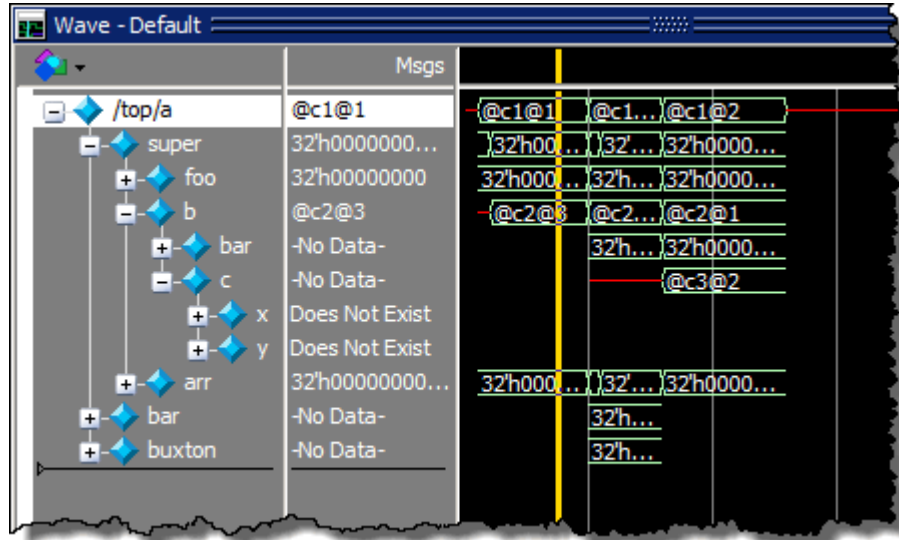 Wave - Default
Msgs
/top/a @c1@1 @c1@1 @c1... @c1@2
super 32'h0000000... 32'h00... 32'... 32'h0000...
foo 32'h00000000 32'h000... 32'h... 32'h0000...
b @c2@3 @c2@3 @c2... @c2@1
bar -No Data- 32'h... 32'h0000...
c -No Data- @c3@2
x Does Not Exist
y Does Not Exist
arr 32'h00000000... 32'h000... 32'... 32'h0000...
bar -No Data- 32'h...
buxton -No Data- 32'h...